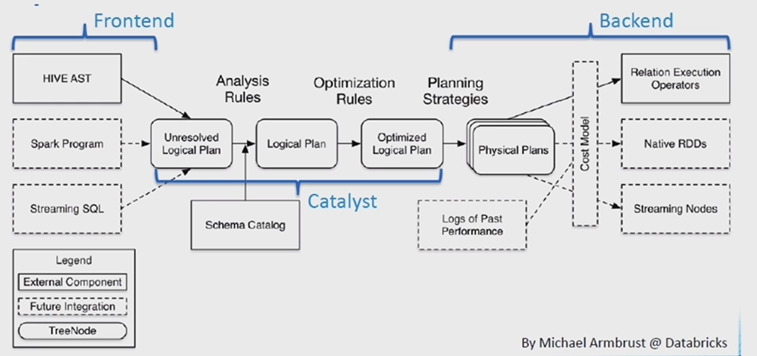 Frontend
Backend
HIVE AST
Analysis
Rules
Optimization
Rules
Planning
Strategies
Relation Execution
Operators
Spark Program
Unresolved
Logical Plan
Logical Plan
Optimized
Logical Plan
Physical Plans
Cost Model
Native RDDs
Catalyst
Streaming SQL
Schema Catalog
Logs of Past
Performance
Streaming Nodes
Legend
External Component
Future Integration
TreeNode
By Michael Armbrust @ Databricks